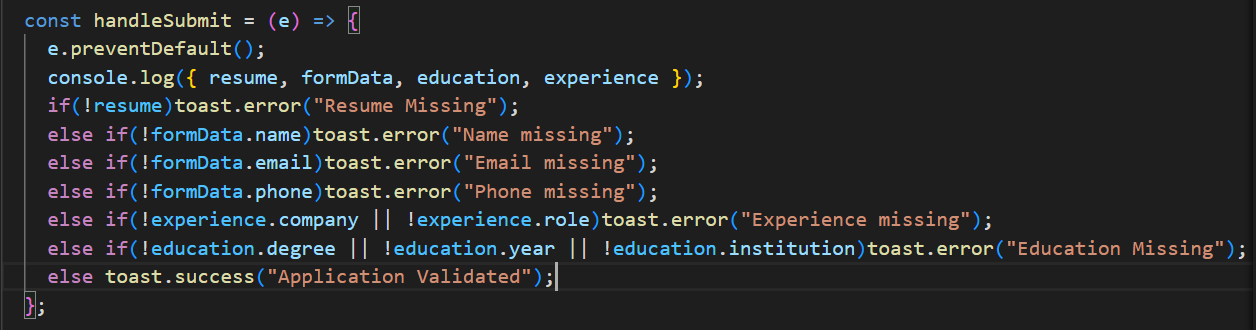 const handleSubmit = (e) => {
e.preventDefault();
console.log({ resume, formData, education, experience });
if(!resume)toast.error("Resume Missing");
else if(!formData.name)toast.error("Name missing");
else if(!formData.email)toast.error("Email missing");
else if(!formData.phone)toast.error("Phone missing");
else if(!experience.company || !experience.role)toast.error("Experience missing");
else if(!education.degree || !education.year || !education.institution)toast.error("Education Missing");
else toast.success("Application Validated");
};